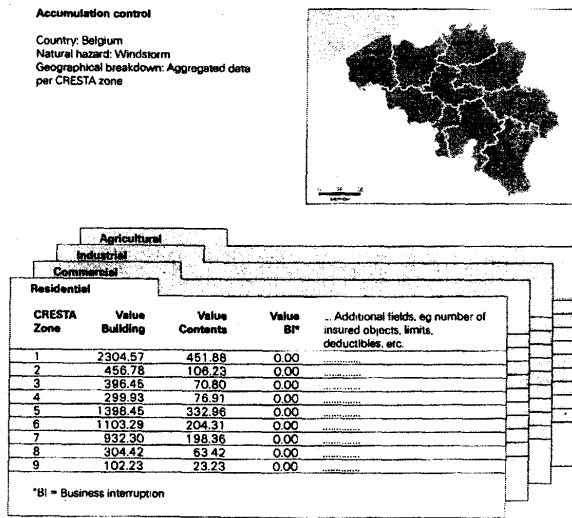 Accumulation control
Country: Belgium
Natural hazard: Windstorm
Geographical breakdown: Aggregated data
per CRESTA zone
Agricultural
Industrial
Commercial
Residential
CRESTA Zone Value Building Value Contents Value BI* ... Additional fields, eg number of insured objects, limits, deductibles, etc.
1 2304.57 451.88 0.00 ............
2 456.78 106.23 0.00 ............
3 396.45 70.80 0.00 ............
4 299.93 76.91 0.00 ............
5 1398.45 332.96 0.00 ............
6 1103.29 204.31 0.00 ............
7 932.30 198.36 0.00 ............
8 304.42 63.42 0.00 ............
9 102.23 23.23 0.00 ............
*BI = Business interruption